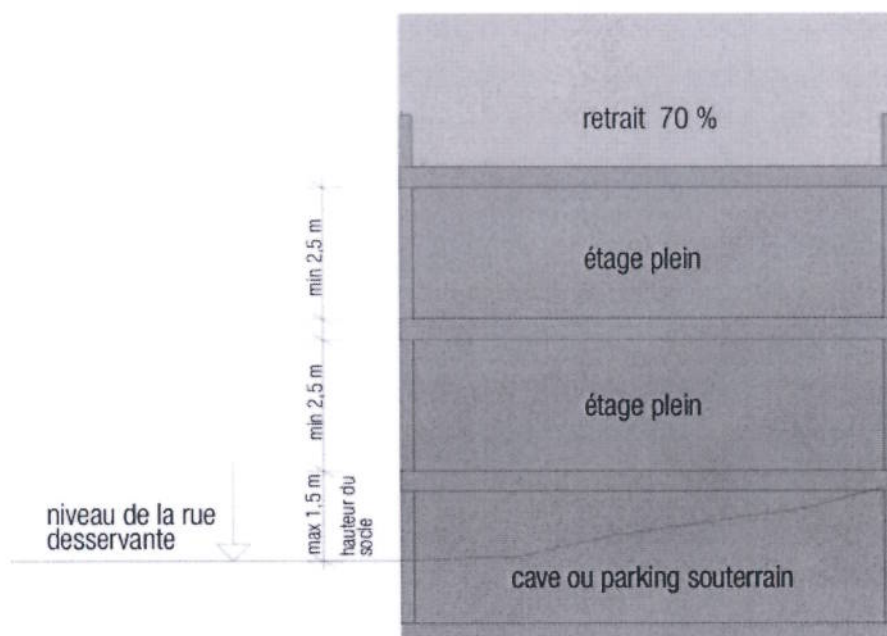 retrait 70 %
min 2,5 m
étage plein
min 2,5 m
étage plein
max 1,5 m
hauteur du
socle
niveau de la rue
desservante
cave ou parking souterrain